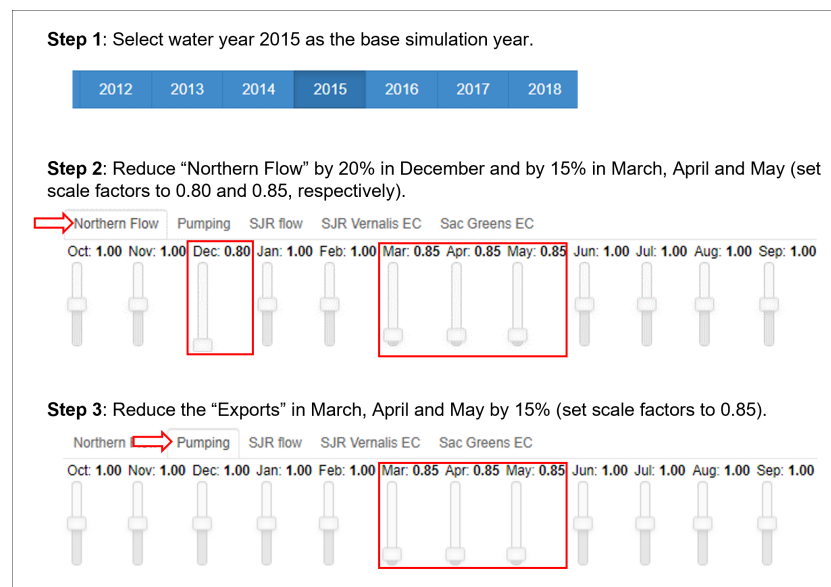 Step 1: Select water year 2015 as the base simulation year.
2012 2013 2014 2015 2016 2017 2018
Step 2: Reduce “Northern Flow” by 20% in December and by 15% in March, April and May (set
scale factors to 0.80 and 0.85, respectively).
Northern Flow Pumping SJR flow SJR Vernalis EC Sac Greens EC
Oct: 1.00 Nov: 1.00 Dec: 0.80 Jan: 1.00 Feb: 1.00 Mar: 0.85 Apr: 0.85 May: 0.85 Jun: 1.00 Jul: 1.00 Aug: 1.00 Sep: 1.00
Step 3: Reduce the “Exports” in March, April and May by 15% (set scale factors to 0.85).
Northern Pumping SJR flow SJR Vernalis EC Sac Greens EC
Oct: 1.00 Nov: 1.00 Dec: 1.00 Jan: 1.00 Feb: 1.00 Mar: 0.85 Apr: 0.85 May: 0.85 Jun: 1.00 Jul: 1.00 Aug: 1.00 Sep: 1.00